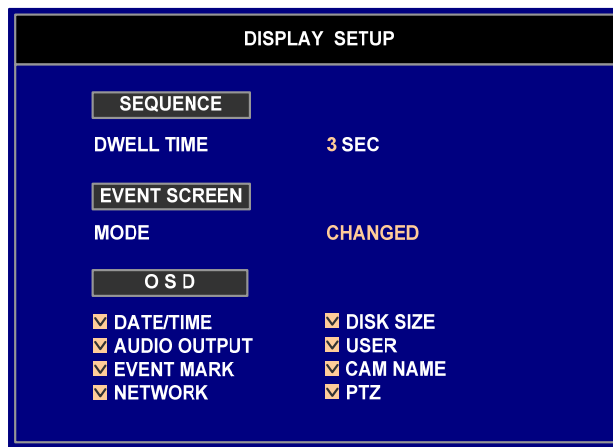 DISPLAY SETUP
SEQUENCE
DWELL TIME 3 SEC
EVENT SCREEN
MODE CHANGED
O S D
DATE/TIME DISK SIZE
AUDIO OUTPUT USER
EVENT MARK CAM NAME
NETWORK PTZ